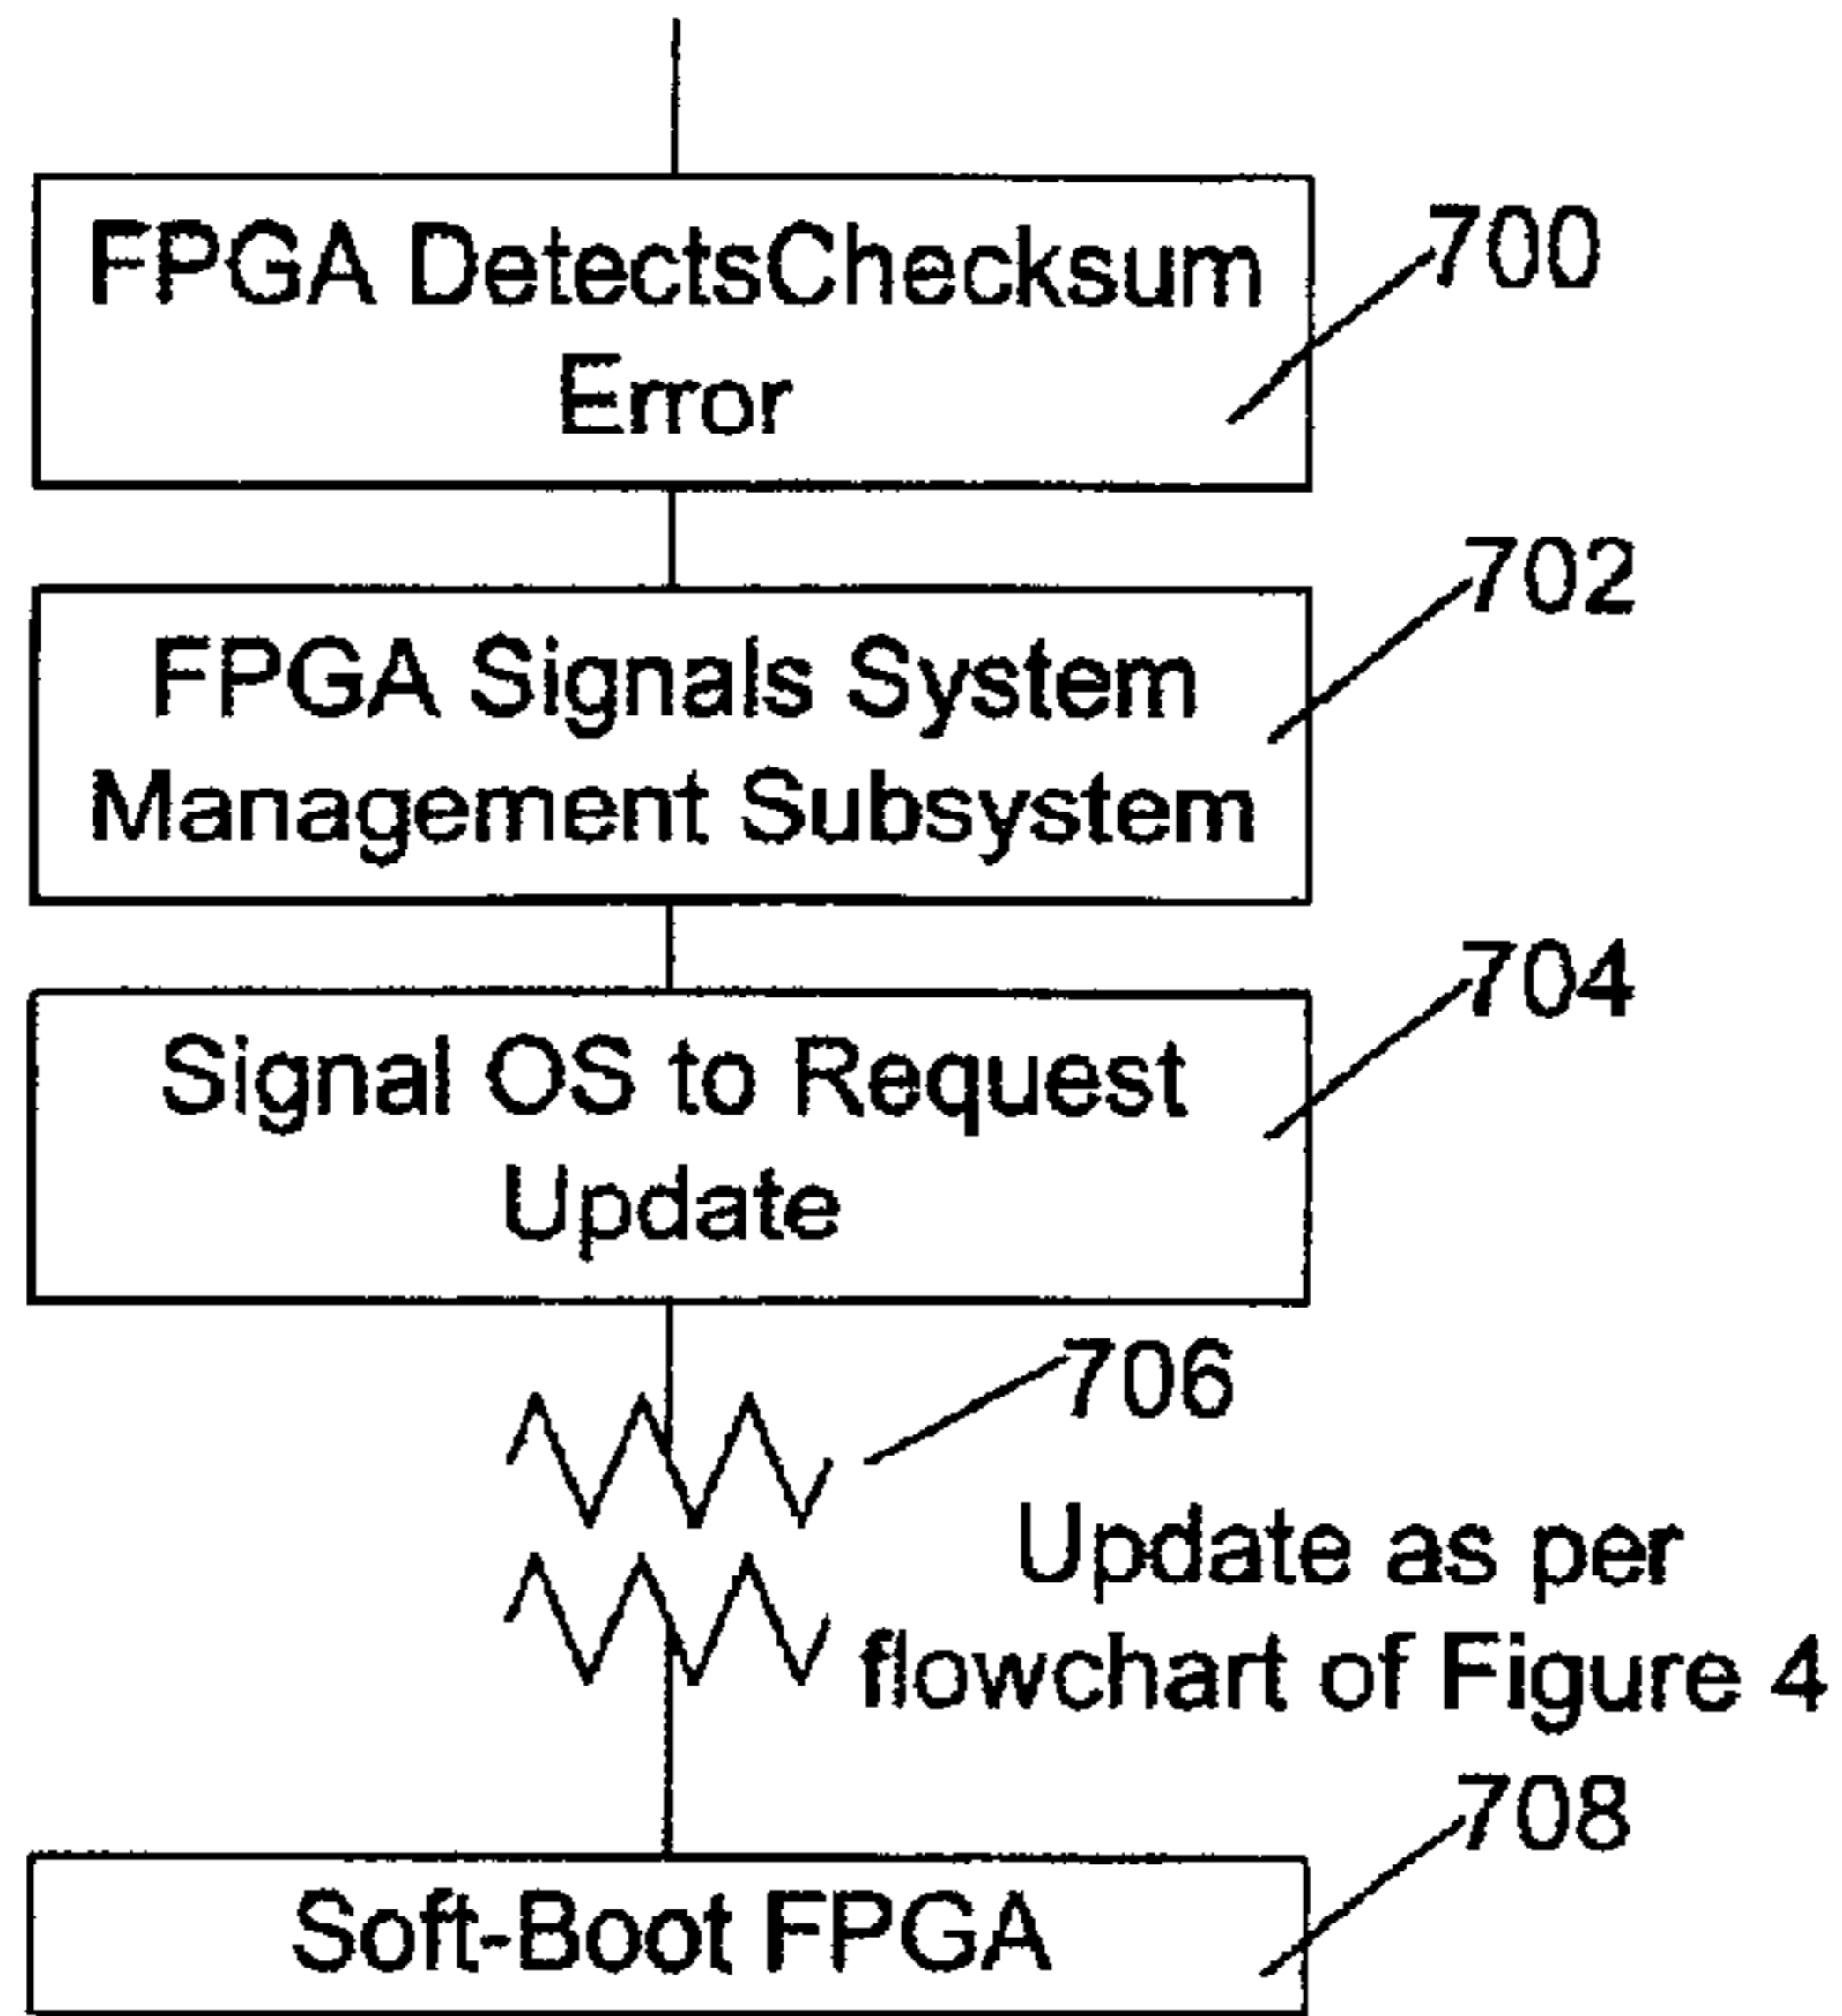 FPGA DetectsChecksum
Error
700
FPGA Signals System
Management Subsystem
702
Signal OS to Request
Update
704
706
Update as per
flowchart of Figure 4
Soft-Boot FPGA
708